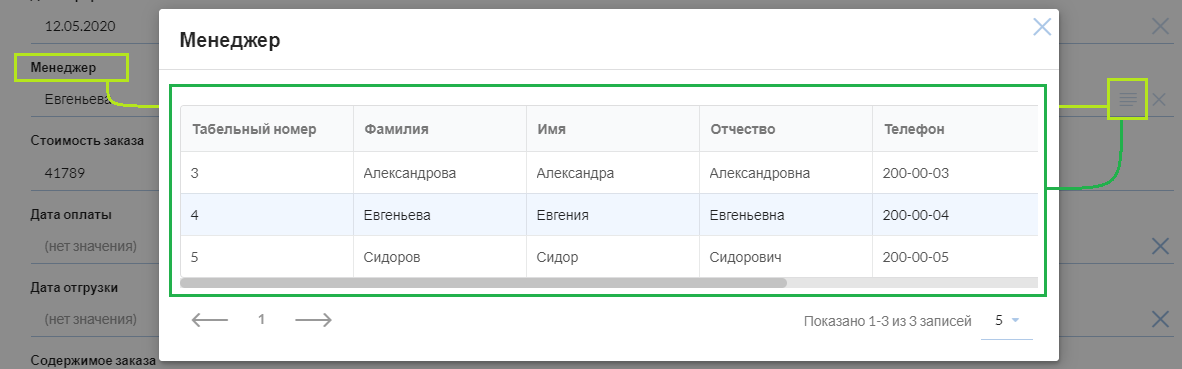 12.05.2020
Менеджер
Евгеньева
Стоимость заказа
41789
Дата оплаты
(нет значения)
Дата отгрузки
(нет значения)
Содержимое заказа
Менеджер
Табельный номер Фамилия Имя Отчество Телефон
3 Александрова Александра Александровна 200-00-03
4 Евгеньева Евгения Евгеньевна 200-00-04
5 Сидоров Сидор Сидорович 200-00-05
1
Показано 1-3 из 3 записей 5